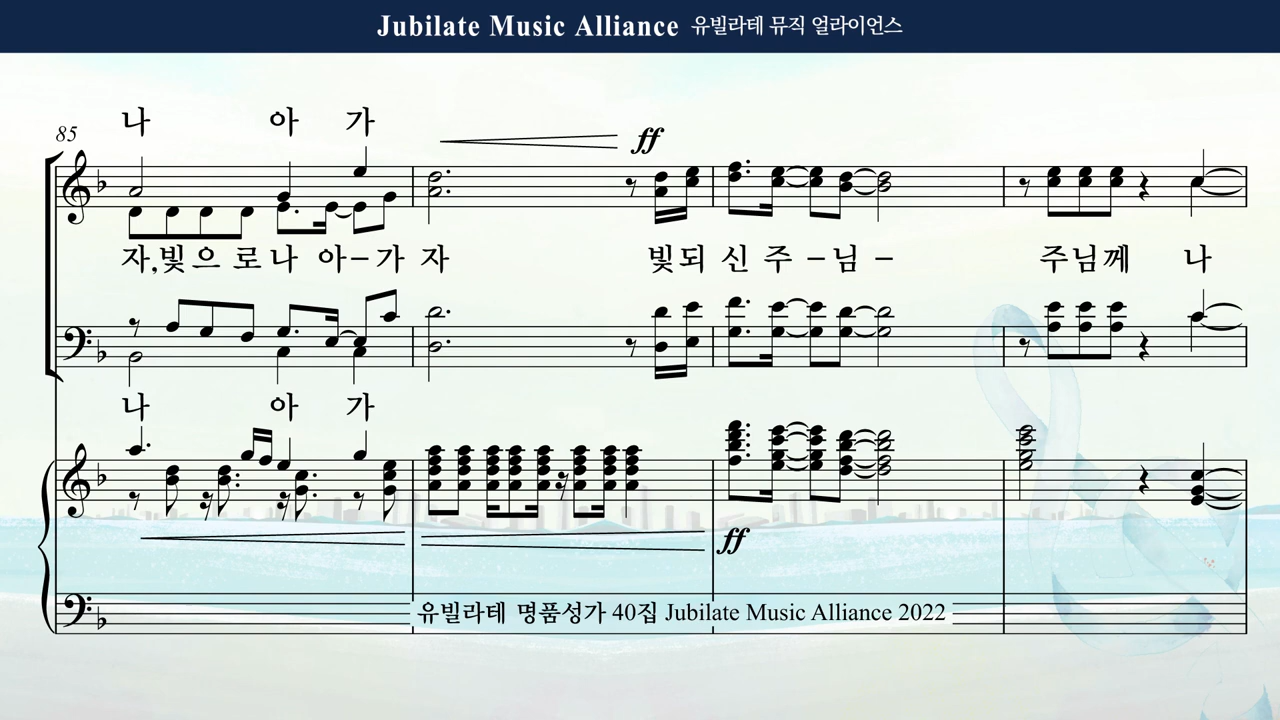 Jubilate Music Alliance 유빌라테 뮤직 얼라이언스
나 아 가
85
ff
자, 빛 으 로 나 아 – 가 자 빛 되 신 주 – 님 – 주 님 께 나
나 아 가
ff
유빌라테 명품성가 40집 Jubilate Music Alliance 2022